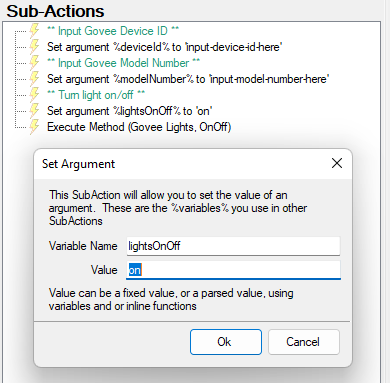 Sub-Actions
** Input Govee Device ID **
Set argument %deviceId% to 'input-device-id-here'
** Input Govee Model Number **
Set argument %modelNumber% to 'input-model-number-here'
** Turn light on/off **
Set argument %lightsOnOff% to 'on'
Execute Method (Govee Lights, OnOff)
Set Argument
This SubAction will allow you to set the value of an
argument. These are the %variables% you use in other
SubActions
Variable Name lightsOnOff
Value on
Value can be a fixed value, or a parsed value, using
variables and or inline functions
Ok Cancel